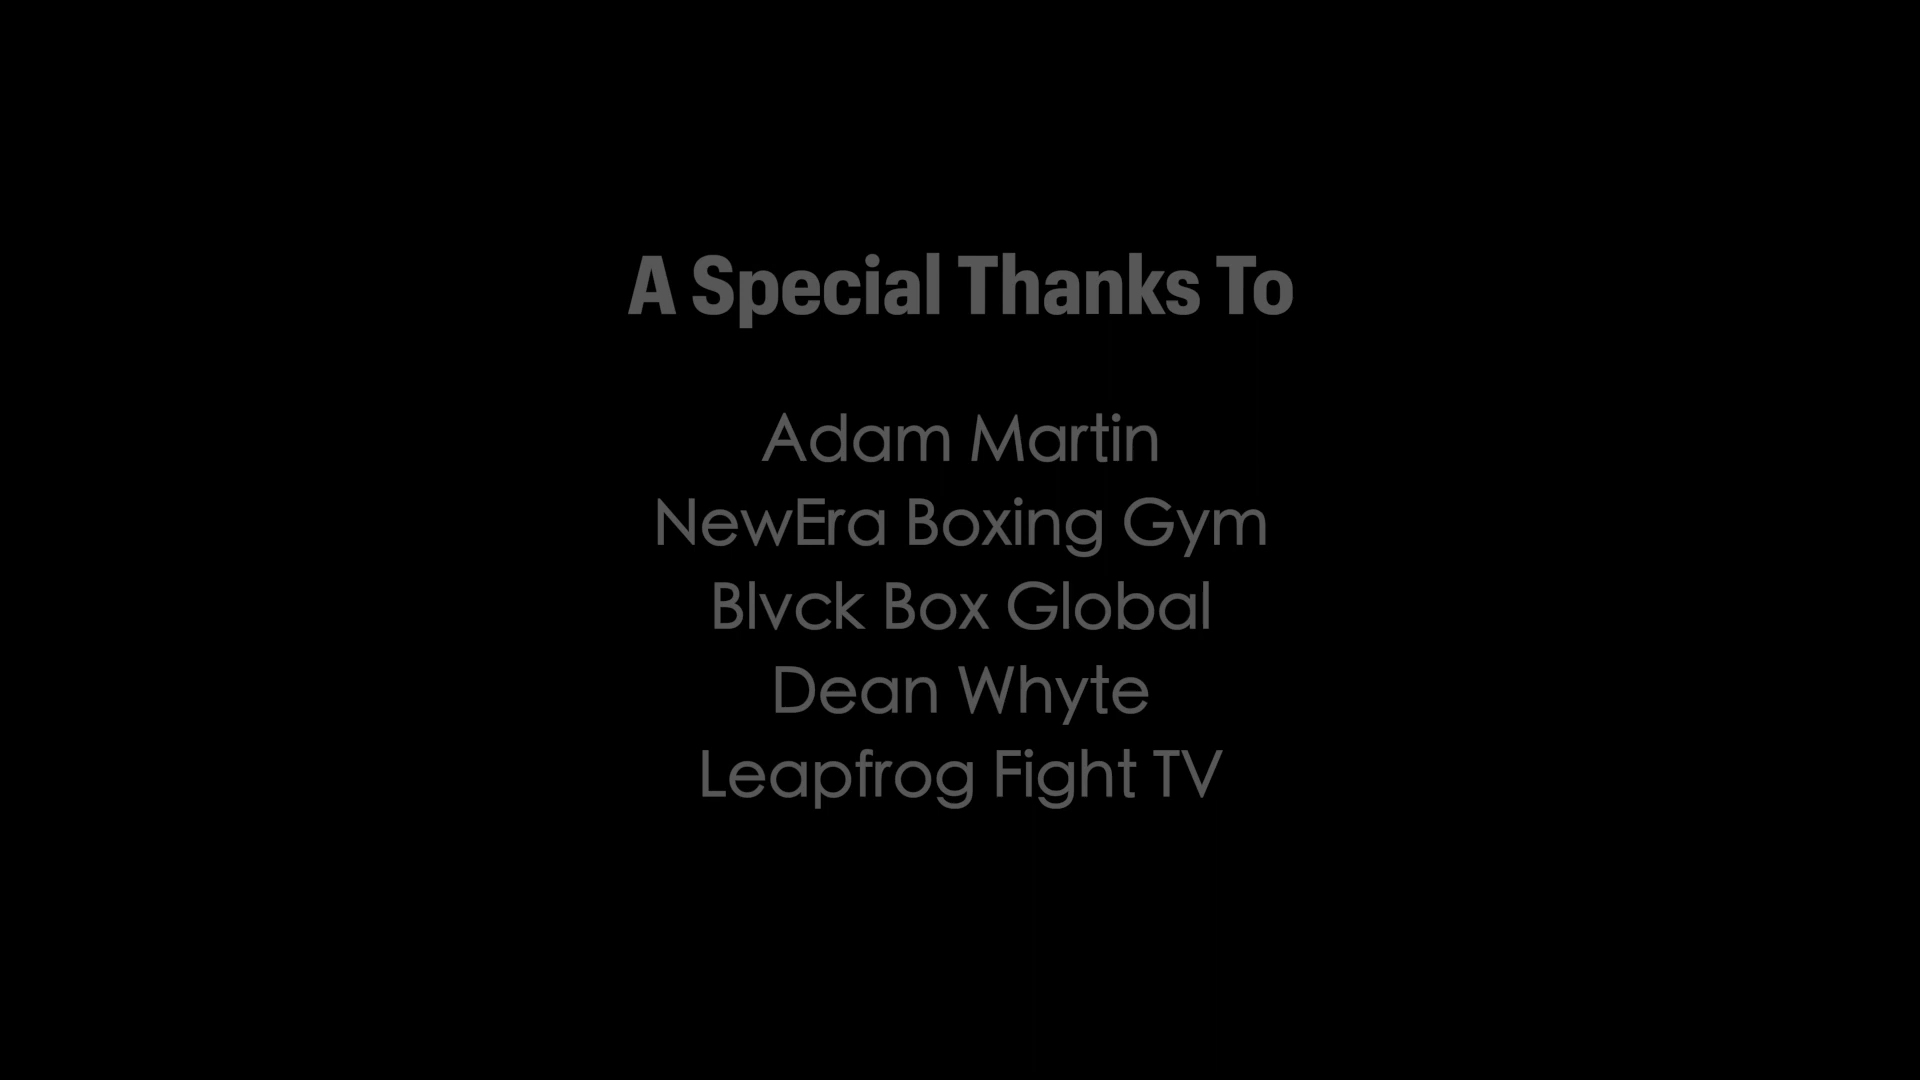 A Special Thanks To
Adam Martin
NewEra Boxing Gym
Blvck Box Global
Dean Whyte
Leapfrog Fight TV